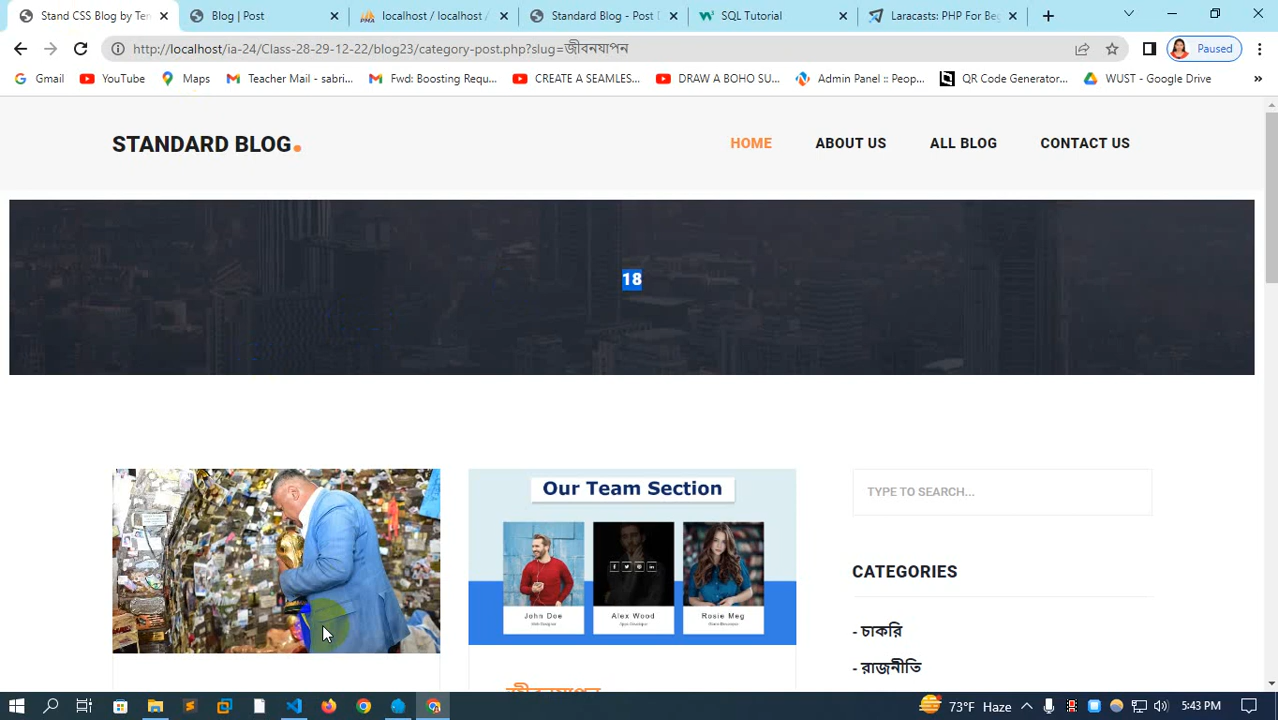 Stand CSS Blog by Ten
Blog | Post
localhost / localhost /
Standard Blog - Post D
SQL Tutorial
Laracasts: PHP For Beg
http://localhost/ia-24/Class-28-29-12-22/blog23/category-post.php?slug=জীবনযাপন
Paused
Gmail
YouTube
Maps
Teacher Mail - sabri...
Fwd: Boosting Requ...
CREATE A SEAMLES...
DRAW A BOHO SU...
Admin Panel :: Peop...
QR Code Generator...
WUST - Google Drive
STANDARD BLOG.
HOME
ABOUT US
ALL BLOG
CONTACT US
18
Our Team Section
John Doe
Alex Wood
Rosie Meg
TYPE TO SEARCH...
CATEGORIES
- চাকরি
- রাজনীতি
জীবনযাপন
73°F Haze
5:43 PM